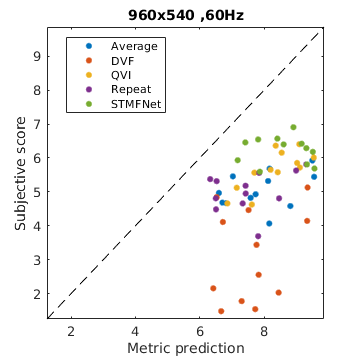 960x540 ,60Hz
Average
DVF
QVI
Repeat
STMFNet
Subjective score
9
8
7
6
5
4
3
2
2 4 6 8
Metric prediction